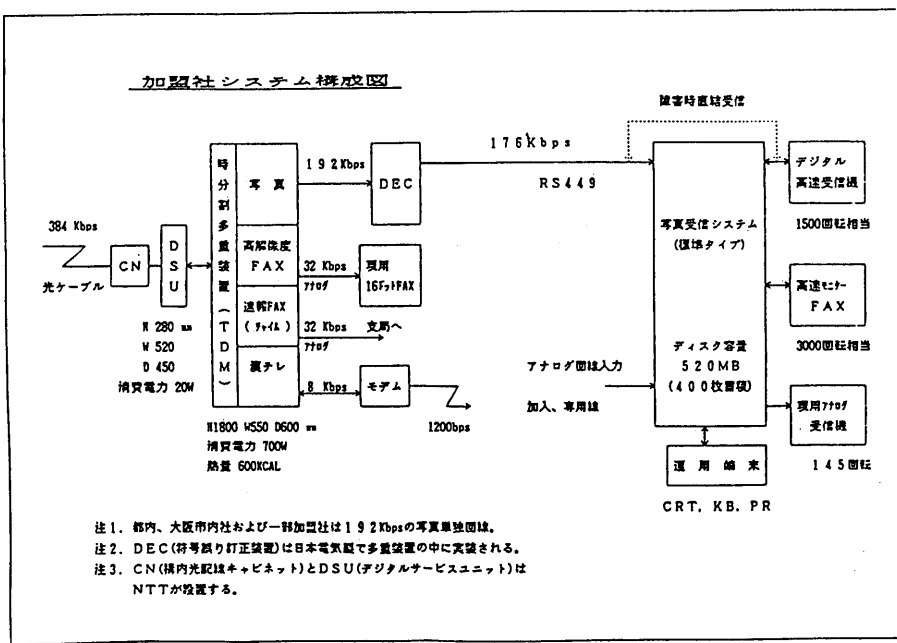 加盟社システム構成図
障害時直結受信
176Kbps
RS449
192Kbps
DEC
時分割多重装置(TDM)
写真
高解像度
FAX
速報FAX
(チャイム)
漢テレ
384 Kbps
光ケーブル
CN
DSU
H 280 mm
W 520
D 450
消費電力 20W
32 Kbps
アナログ
現用
16ドットFAX
32 Kbps
アナログ
支局へ
8 Kbps
モデム
1200bps
H1800 W550 D600 mm
消費電力 700W
熱量 600KCAL
写真受信システム
(標準タイプ)
ディスク容量
520MB
(400枚蓄積)
アナログ回線入力
加入、専用線
デジタル
高速受信機
1500回転相当
高速モニター
FAX
3000回転相当
現用アナログ
受信機
145回転
運用端末
CRT, KB, PR
注1. 都内、大阪市内社および一部加盟社は192Kbpsの写真単独回線。
注2. DEC(符号誤り訂正装置)は日本電気製で多重装置の中に実装される。
注3. CN(構内光配線キャビネット)とDSU(デジタルサービスユニット)は
NTTが設置する。